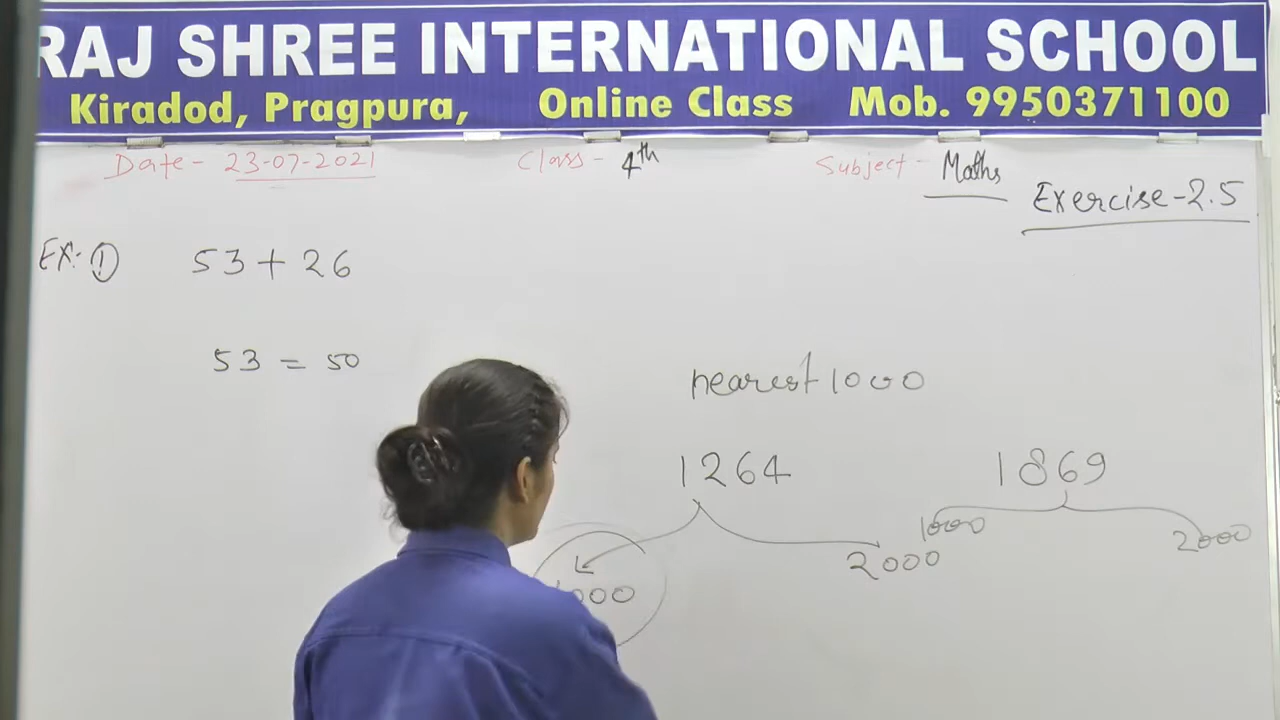 RAJ SHREE INTERNATIONAL SCHOOL
Kiradod, Pragpura, Online Class Mob. 9950371100
Date - 23-07-2021 Class - 4th Subject - Maths
Exercise-2.5
EX:- ① 53 + 26
53 = 50
nearest 1000
1264 1869
1000 2000
1000 2000